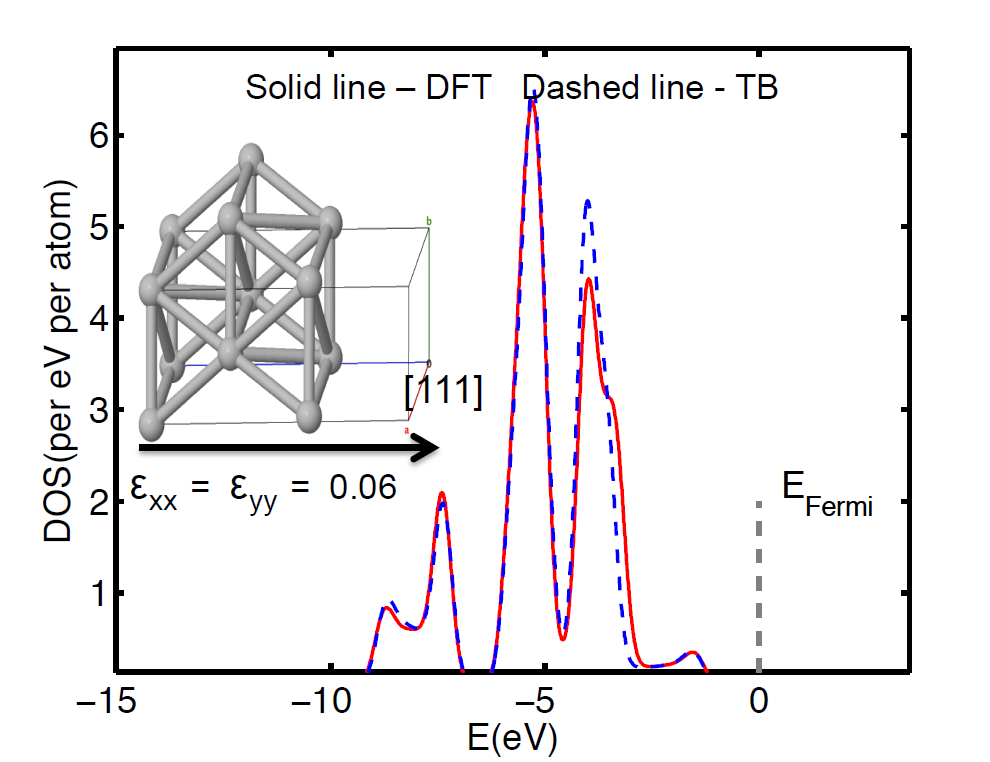 Solid line – DFT Dashed line - TB
DOS(per eV per atom)
6
5
4
3
2
1
b
0
a
[111]
εxx = εyy = 0.06
EFermi
−15 −10 −5 0
E(eV)